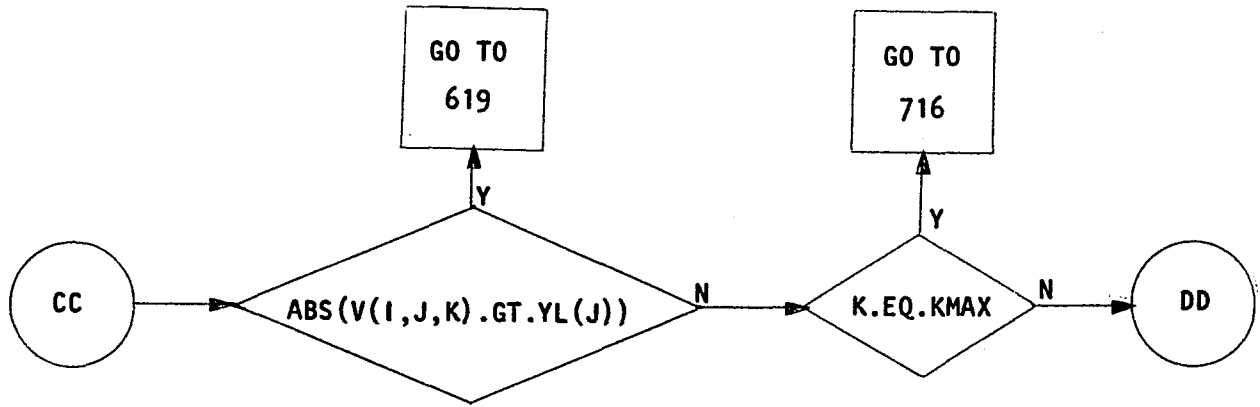 GO TO
619
GO TO
716
Y
Y
CC
ABS(V(I,J,K).GT.YL(J))
N
K.EQ.KMAX
N
DD